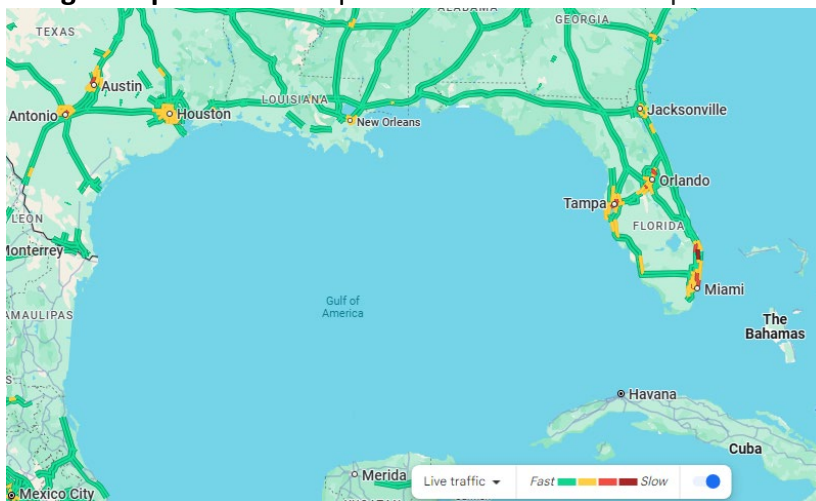 TEXAS
GEORGIA
Austin
LOUISIANA
Antonio
Houston
Jacksonville
New Orleans
Orlando
Tampa
LEÓN
FLORIDA
Monterrey
Miami
Gulf of
America
AMAULIPAS
The
Bahamas
Havana
Cuba
Merida
Live traffic
Fast
Slow
Mexico City